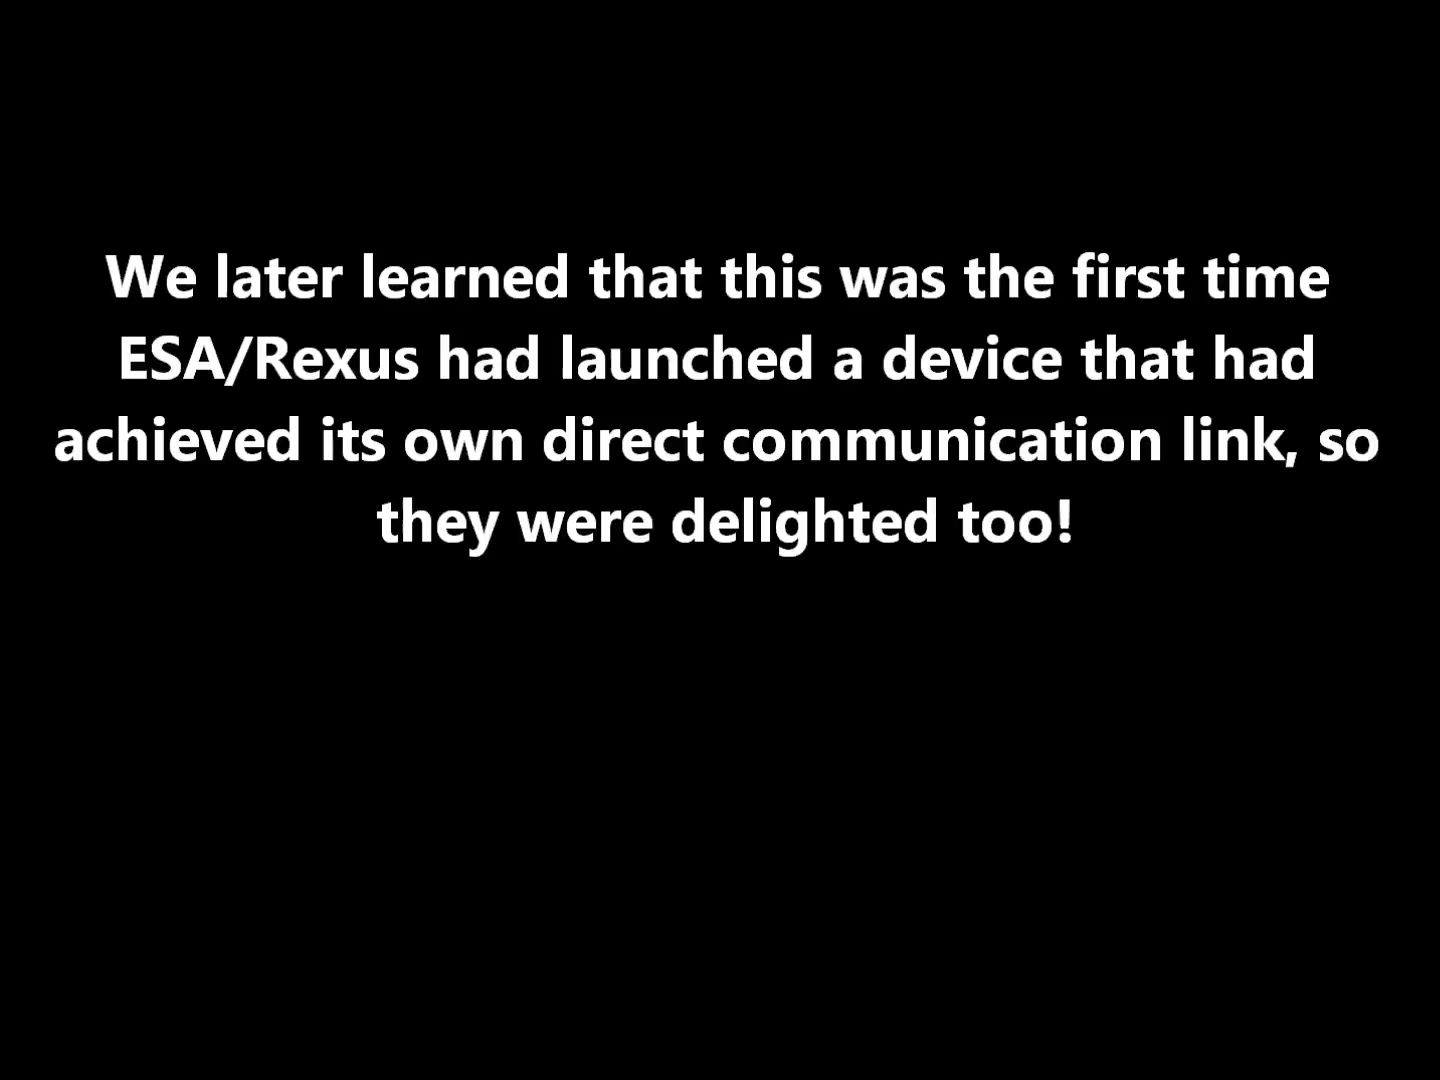 We later learned that this was the first time
ESA/Rexus had launched a device that had
achieved its own direct communication link, so
they were delighted too!